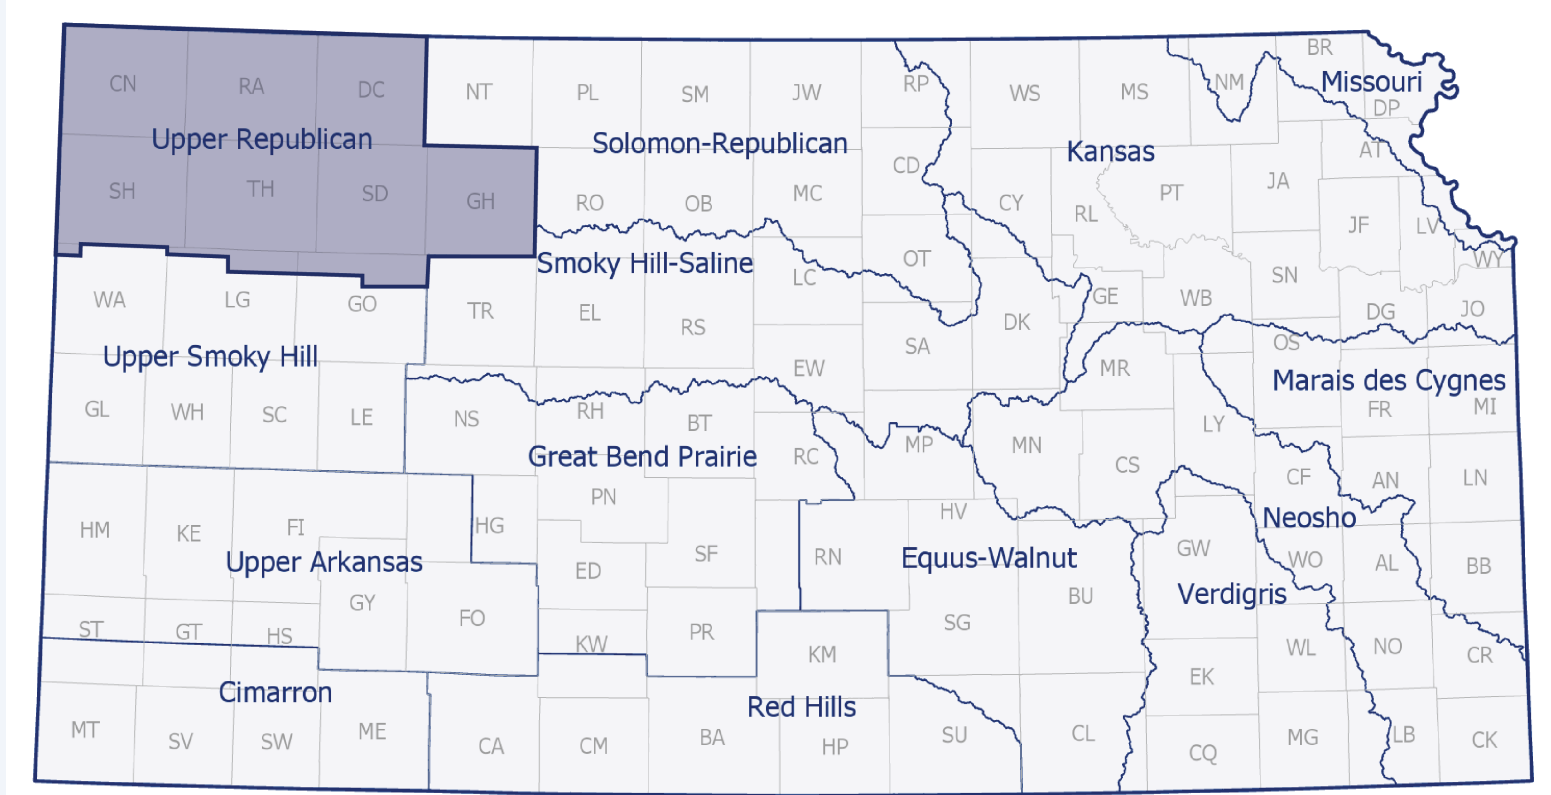 BR
CN RA DC NT PL SM JW RP WS MS NM Missouri
DP
Upper Republican Solomon-Republican Kansas AT
SH TH SD GH RO OB MC CD CY RL PT JA JF LV
Smoky Hill-Saline OT WY
WA LG GO TR EL RS LC SA DK GE WB SN DG JO
Upper Smoky Hill EW MR OS Marais des Cygnes
GL WH SC LE NS RH BT MP MN LY FR MI
Great Bend Prairie RC CS CF AN LN
HM KE FI HG PN SF RN HV Neosho
Upper Arkansas ED Equus-Walnut GW WO AL BB
GY FO BU Verdigris
ST GT HS KW PR KM SG WL NO CR
Cimarron Red Hills EK
MT SV SW ME CA CM BA HP SU CL CQ MG LB CK